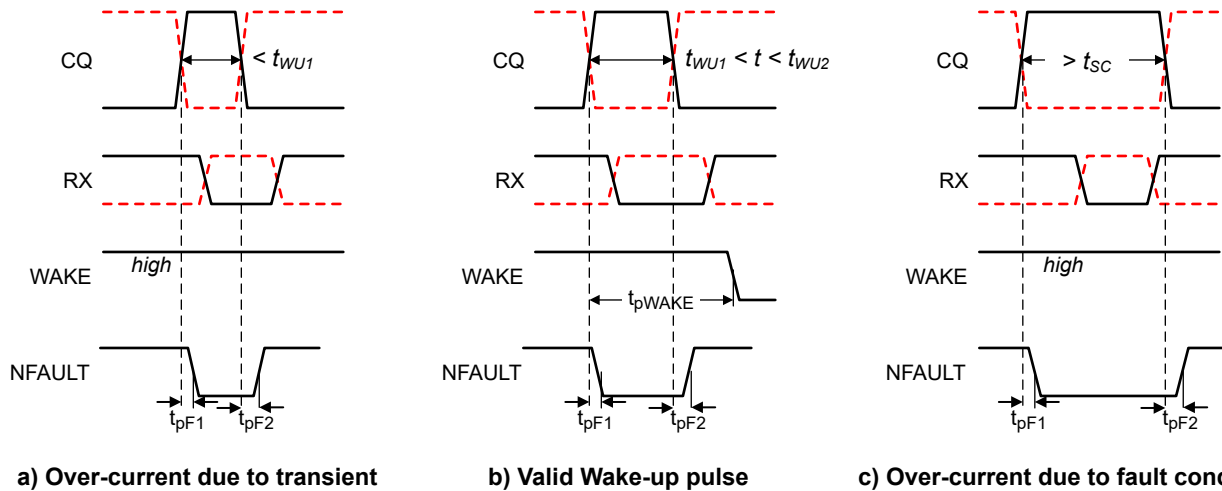 CQ
< tWU1
RX
WAKE
high
NFAULT
tpF1
tpF2
a) Over-current due to transient
CQ
tWU1 < t < tWU2
RX
WAKE
tpWAKE
NFAULT
tpF1
tpF2
b) Valid Wake-up pulse
CQ
> tSC
RX
WAKE
high
NFAULT
tpF1
tpF2
c) Over-current due to fault cond